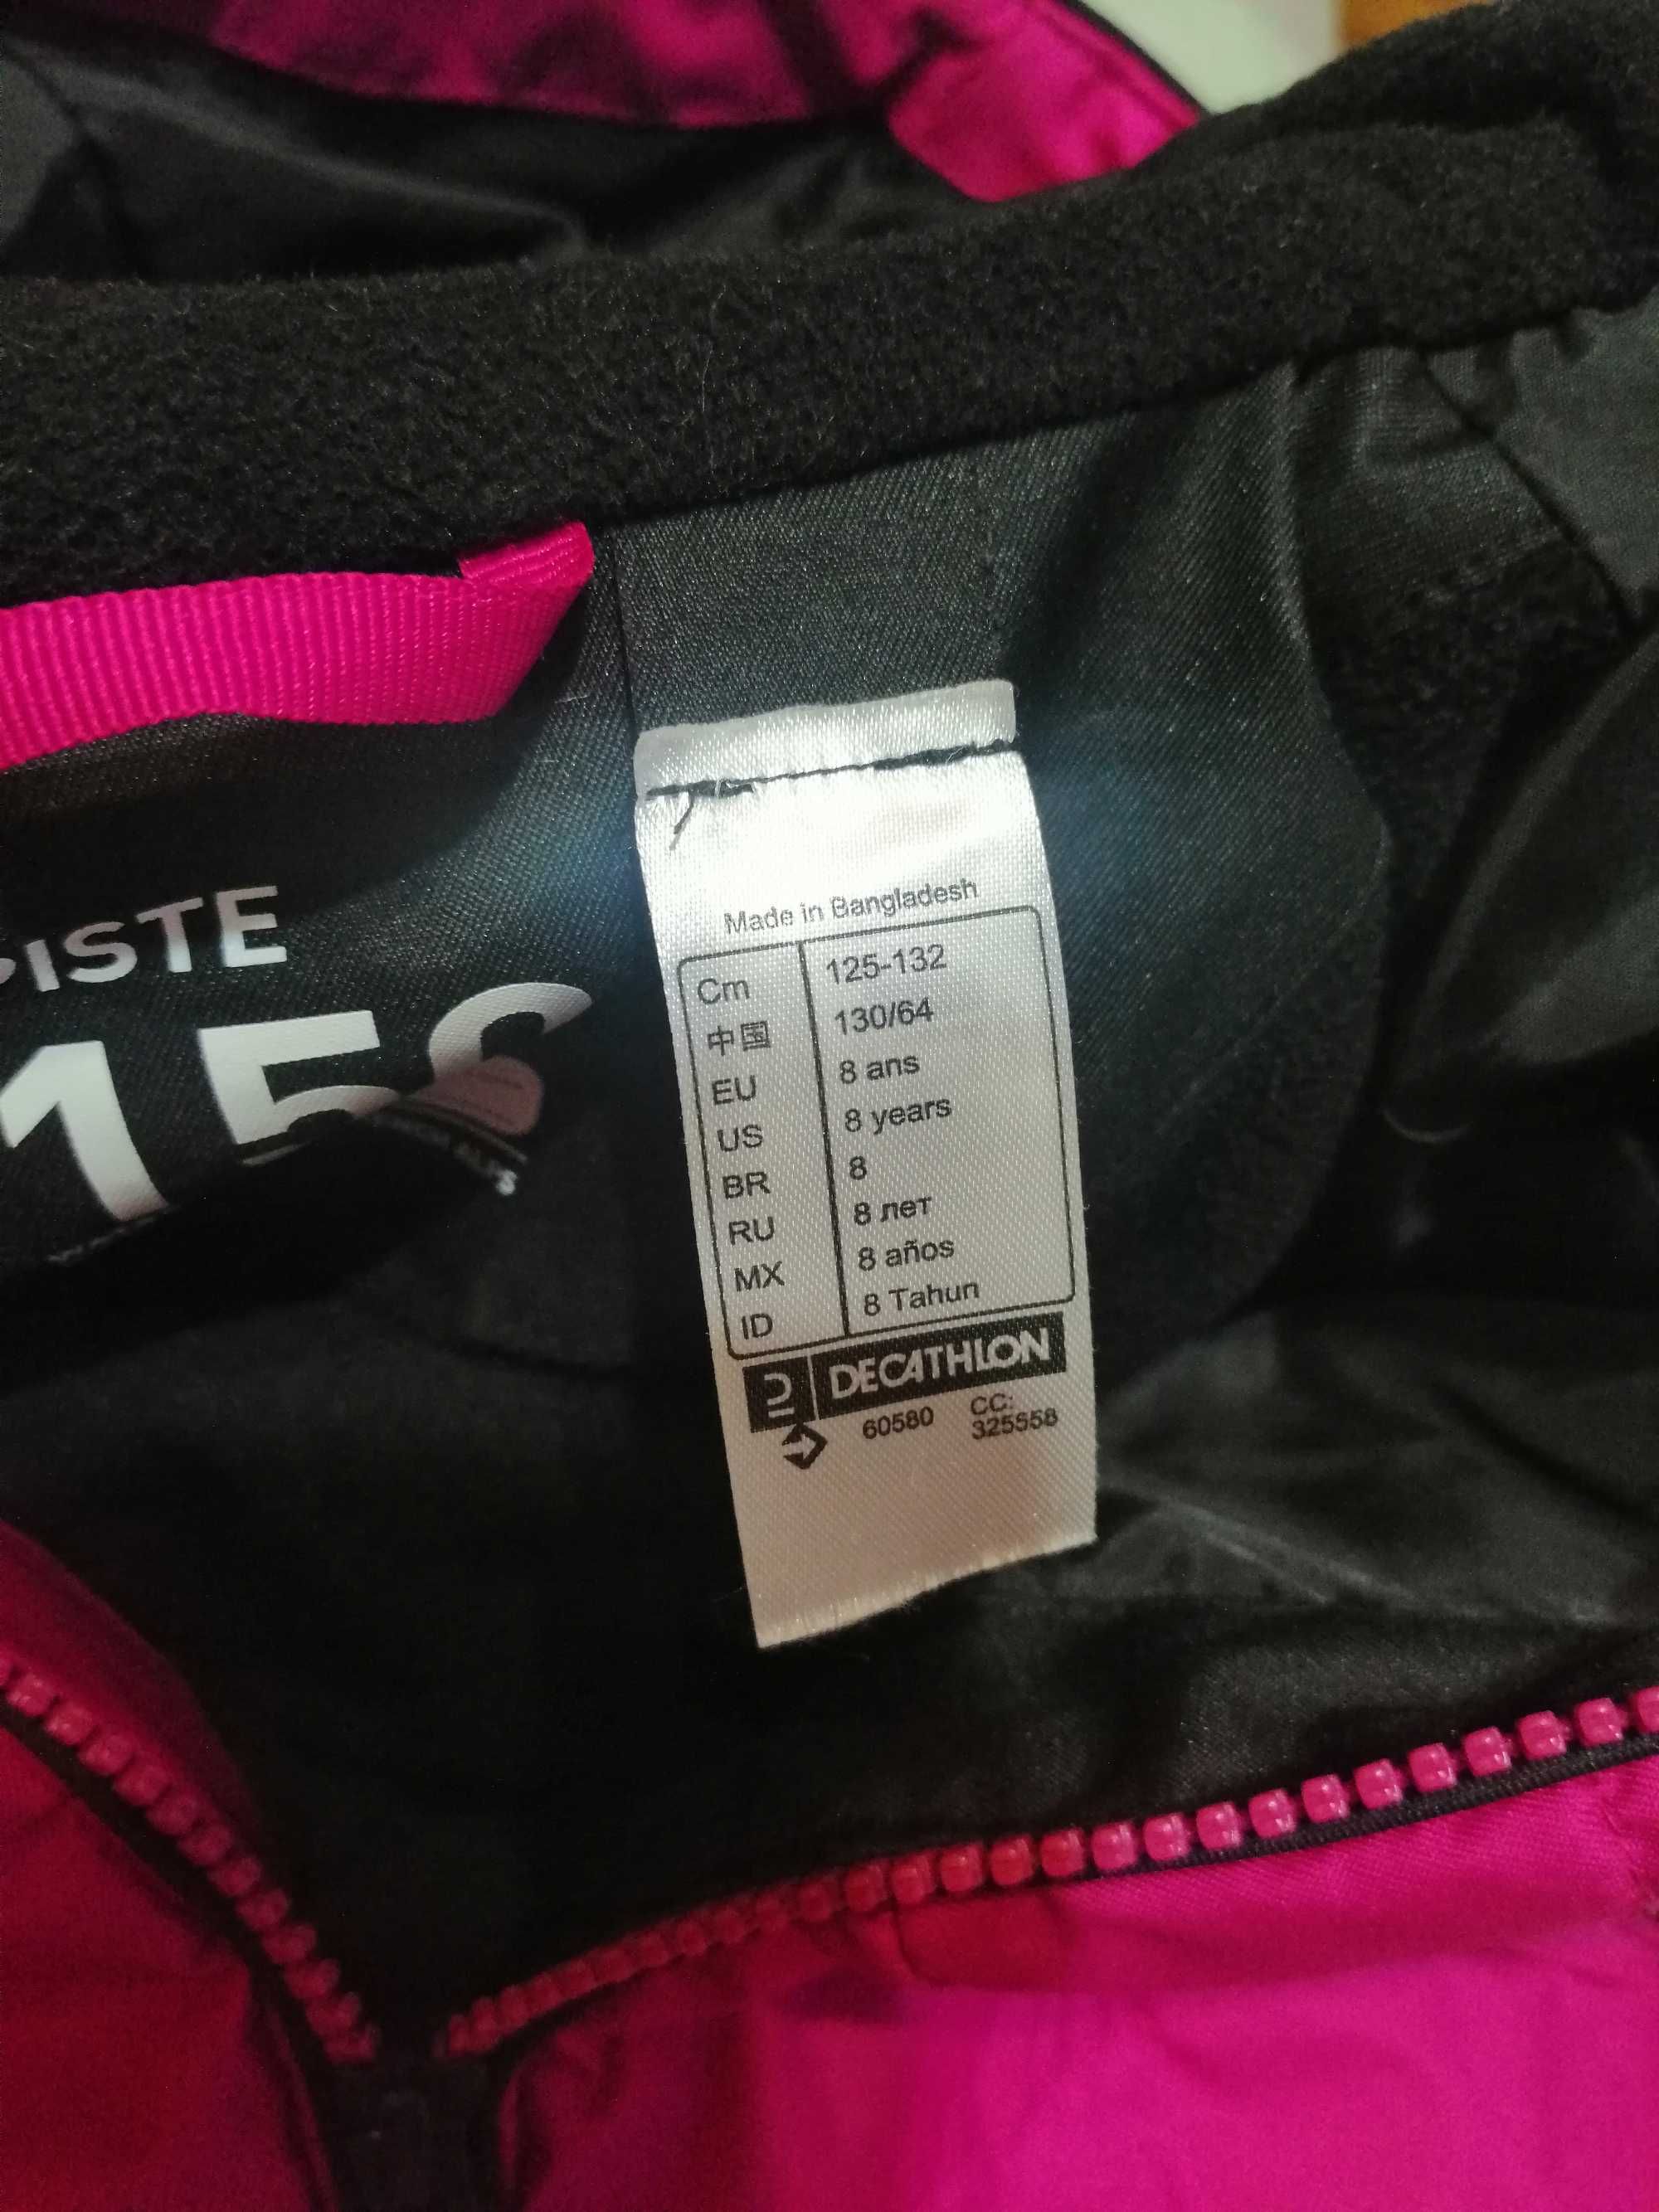 Made in Bangladesh
Cm 125-132
中国 130/64
EU 8 ans
US 8 years
BR 8
RU 8 лет
MX 8 años
ID 8 Tahun
DECATHLON
60580 CC:
325558
PISTE